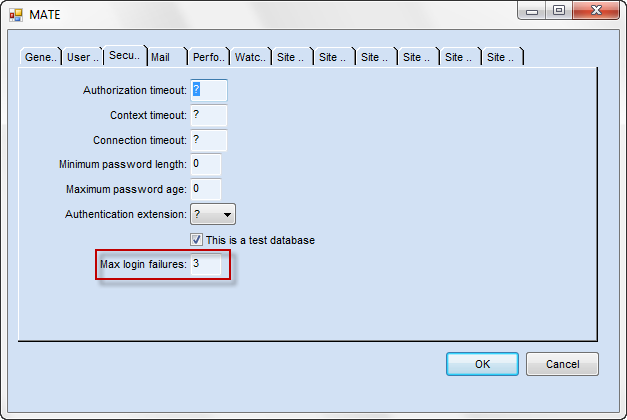 MATE
Gene.. User .. Secu.. Mail Perfo.. Watc.. Site .. Site .. Site .. Site .. Site .. Site ..
Authorization timeout: ?
Context timeout: ?
Connection timeout: ?
Minimum password length: 0
Maximum password age: 0
Authentication extension: ?
This is a test database
Max login failures: 3
OK Cancel